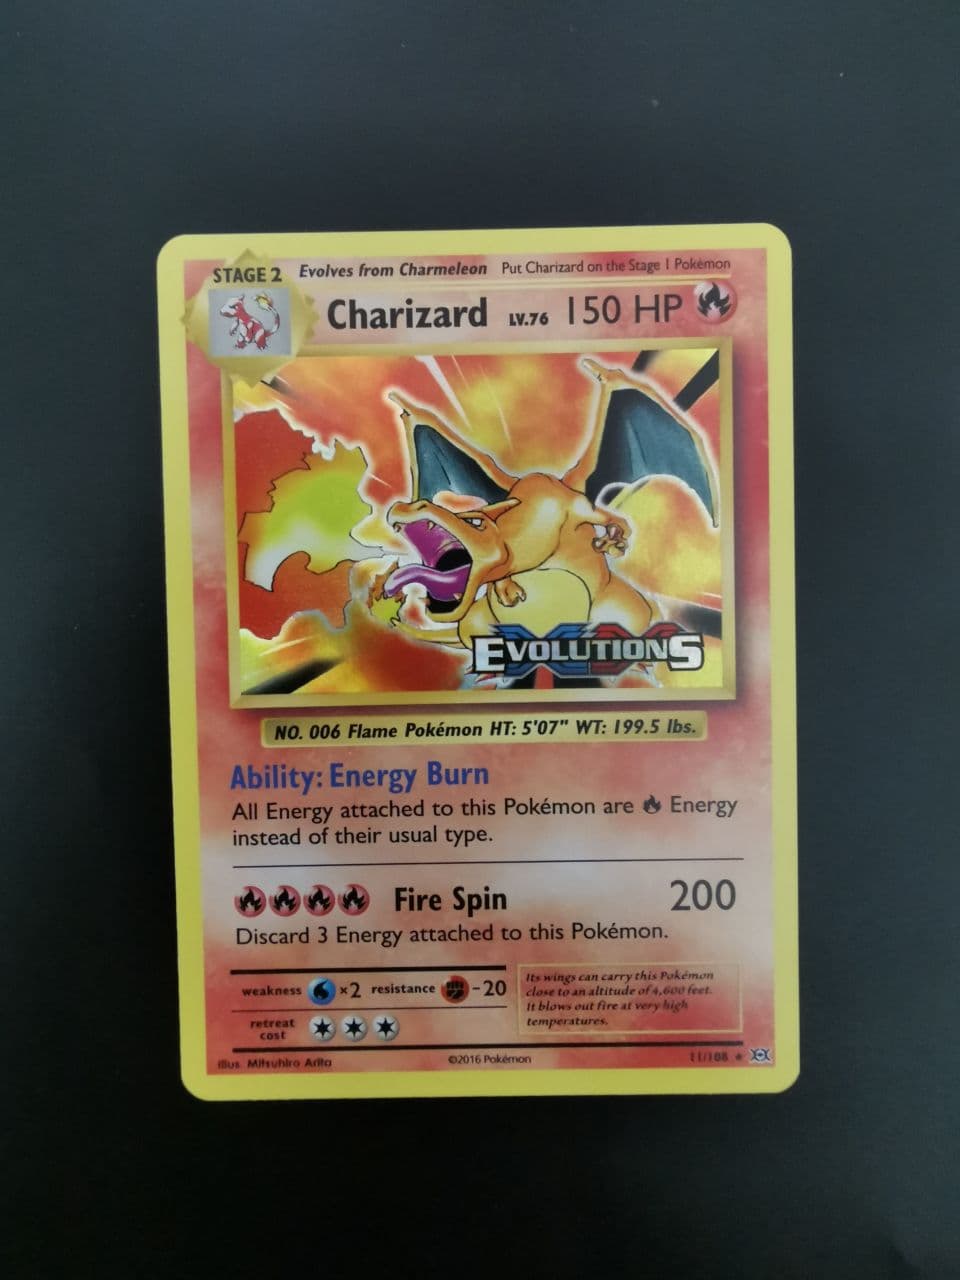 STAGE 2 Evolves from Charmeleon Put Charizard on the Stage 1 Pokémon
Charizard LV.76 150 HP
EVOLUTIONS
NO. 006 Flame Pokémon HT: 5'07" WT: 199.5 lbs.
Ability: Energy Burn
All Energy attached to this Pokémon are Energy
instead of their usual type.
Fire Spin 200
Discard 3 Energy attached to this Pokémon.
weakness ×2 resistance -20
retreat
cost
Its wings can carry this Pokémon
close to an altitude of 4,600 feet.
It blows out fire at very high
temperatures.
Illus. Mitsuhiro Arita ©2016 Pokémon 11/108 ★